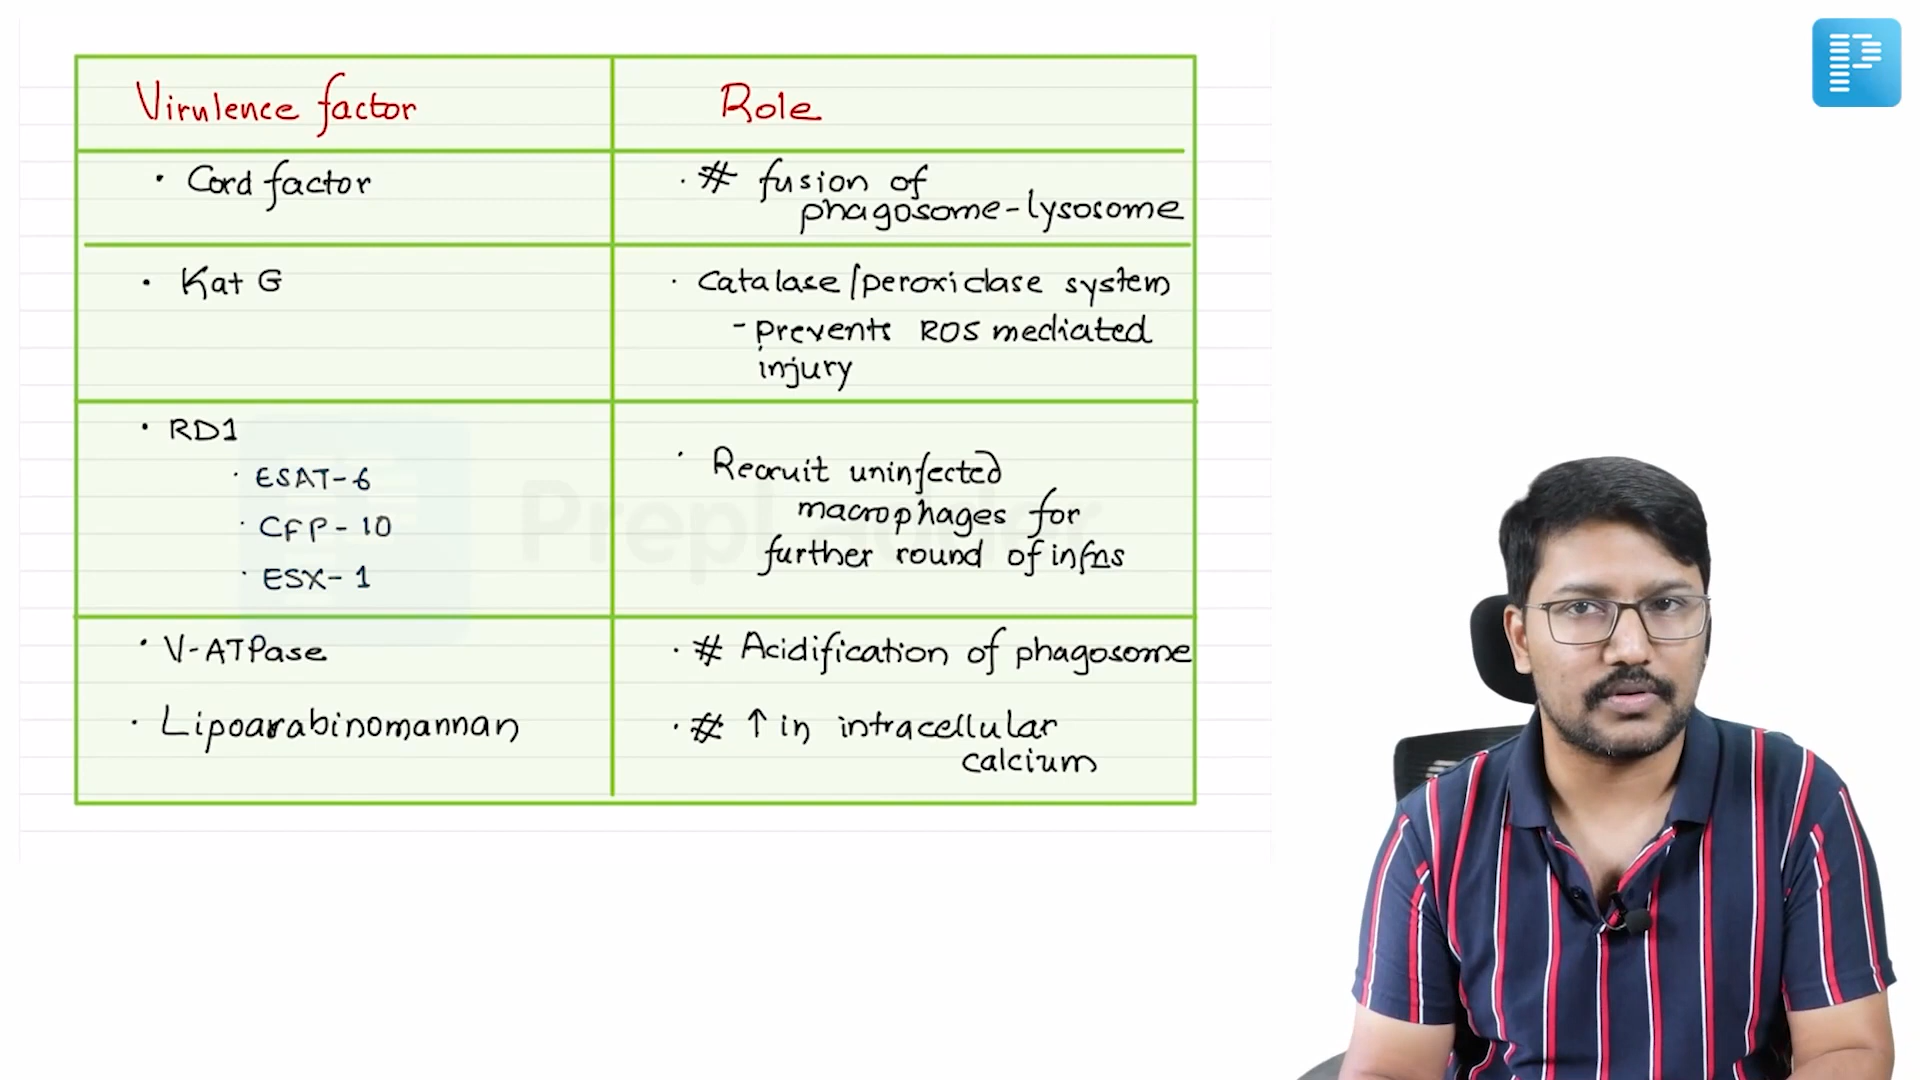 Virulence factor
Role
• Cord factor
• # fusion of
phagosome-lysosome
• Kat G
• Catalase/peroxidase system
- prevents ROS mediated
injury
• RD1
• ESAT-6
• CFP-10
• ESX-1
• Recruit uninfected
macrophages for
further round of infns
PrepLadder
• V-ATPase
• # Acidification of phagosome
• Lipoarabinomannan
• # ↑ in intracellular
calcium